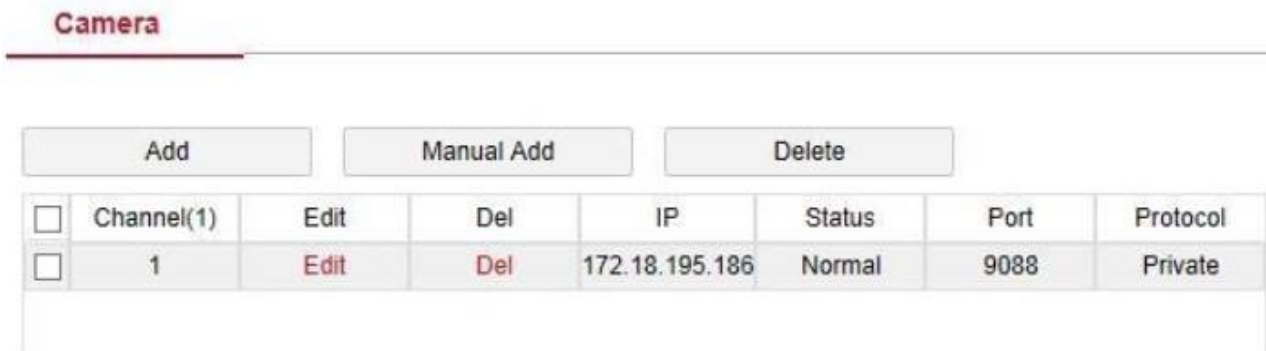 Camera
Add Manual Add Delete
Channel(1) Edit Del IP Status Port Protocol
1 Edit Del 172.18.195.186 Normal 9088 Private